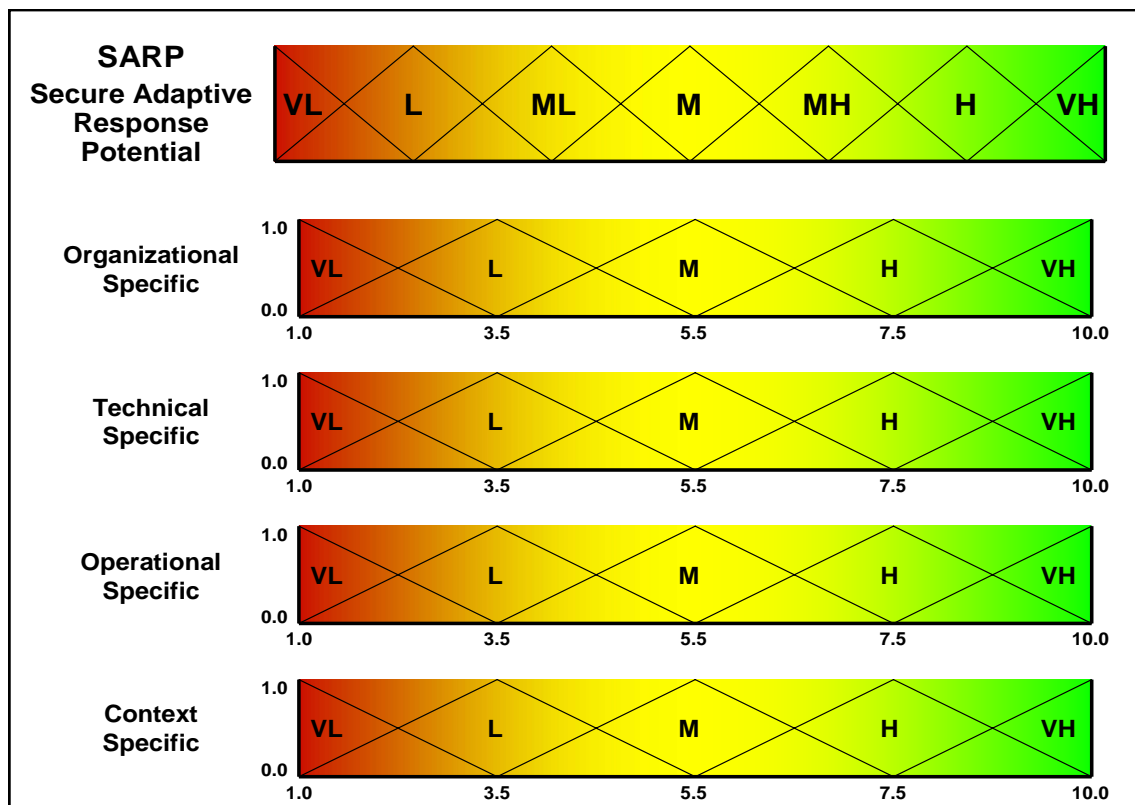 SARP
Secure Adaptive
Response
Potential
VL L ML M MH H VH
Organizational
Specific
1.0
VL L M H VH
0.0
1.0 3.5 5.5 7.5 10.0
Technical
Specific
1.0
VL L M H VH
0.0
1.0 3.5 5.5 7.5 10.0
Operational
Specific
1.0
VL L M H VH
0.0
1.0 3.5 5.5 7.5 10.0
Context
Specific
1.0
VL L M H VH
0.0
1.0 3.5 5.5 7.5 10.0